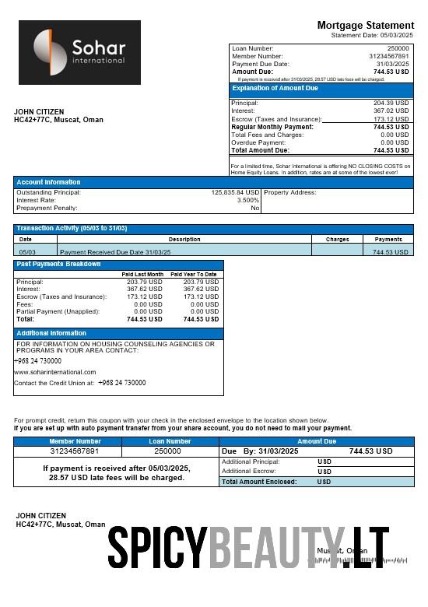 Sohar
international
Mortgage Statement
Statement Date: 05/03/2025
Loan Number: 250000
Member Number: 31234567891
Payment Due Date: 31/03/2025
Amount Due: 744.53 USD
If payment is received after 31/03/2025, 28.57 USD late fee will be charged.
JOHN CITIZEN
HC42+77C, Muscat, Oman
Explanation of Amount Due
Principal: 204.39 USD
Interest: 367.02 USD
Escrow (Taxes and Insurance): 173.12 USD
Regular Monthly Payment: 744.53 USD
Total Fees and Charges: 0.00 USD
Overdue Payment: 0.00 USD
Total Amount Due: 744.53 USD
For a limited time, Sohar International is offering NO CLOSING COSTS on
Home Equity Loans. In addition, rates are at some of the lowest ever!
Account Information
Outstanding Principal: 125,835.84 USD Property Address:
Interest Rate: 3.500%
Prepayment Penalty: No
Transaction Activity (05/03 to 31/03)
Date Description Charges Payments
05/03 Payment Received Due Date 31/03/25 744.53 USD
Past Payments Breakdown
Paid Last Month Paid Year To Date
Principal: 203.79 USD 203.79 USD
Interest: 367.62 USD 367.62 USD
Escrow (Taxes and Insurance): 173.12 USD 173.12 USD
Fees: 0.00 USD 0.00 USD
Partial Payment (Unapplied): 0.00 USD 0.00 USD
Total: 744.53 USD 744.53 USD
Additional Information
FOR INFORMATION ON HOUSING COUNSELING AGENCIES OR
PROGRAMS IN YOUR AREA CONTACT:
+968 24 730000
www.soharinternational.com
Contact the Credit Union at: +968 24 730000
For prompt credit, return this coupon with your check in the enclosed envelope to the location shown below.
If you are set up with auto payment transfer from your share account, you do not need to mail your payment.
Member Number Loan Number Amount Due
31234567891 250000 Due By: 31/03/2025 744.53 USD
If payment is received after 05/03/2025,
28.57 USD late fees will be charged.
Additional Principal: USD
Additional Escrow: USD
Total Amount Enclosed: USD
JOHN CITIZEN
HC42+77C, Muscat, Oman
SPICYBEAUTY.LT
Muscat, Oman